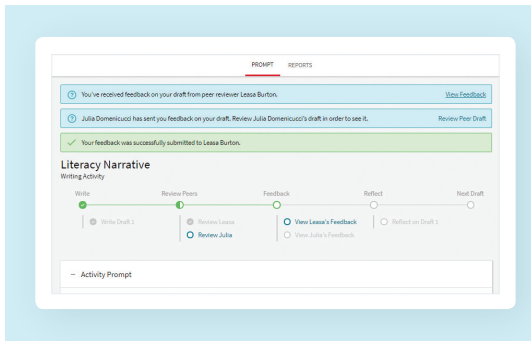 PROMPT REPORTS
You've received feedback on your draft from peer reviewer Leasa Burton. View Feedback
Julia Domenicucci has sent you feedback on your draft. Review Julia Domenicucci's draft in order to see it. Review Peer Draft
Your feedback was successfully submitted to Leasa Burton.
Literacy Narrative
Writing Activity
Write Review Peers Feedback Reflect Next Draft
Write Draft 1 Review Leasa View Leasa's Feedback Reflect on Draft 1
Review Julia View Julia's Feedback
− Activity Prompt